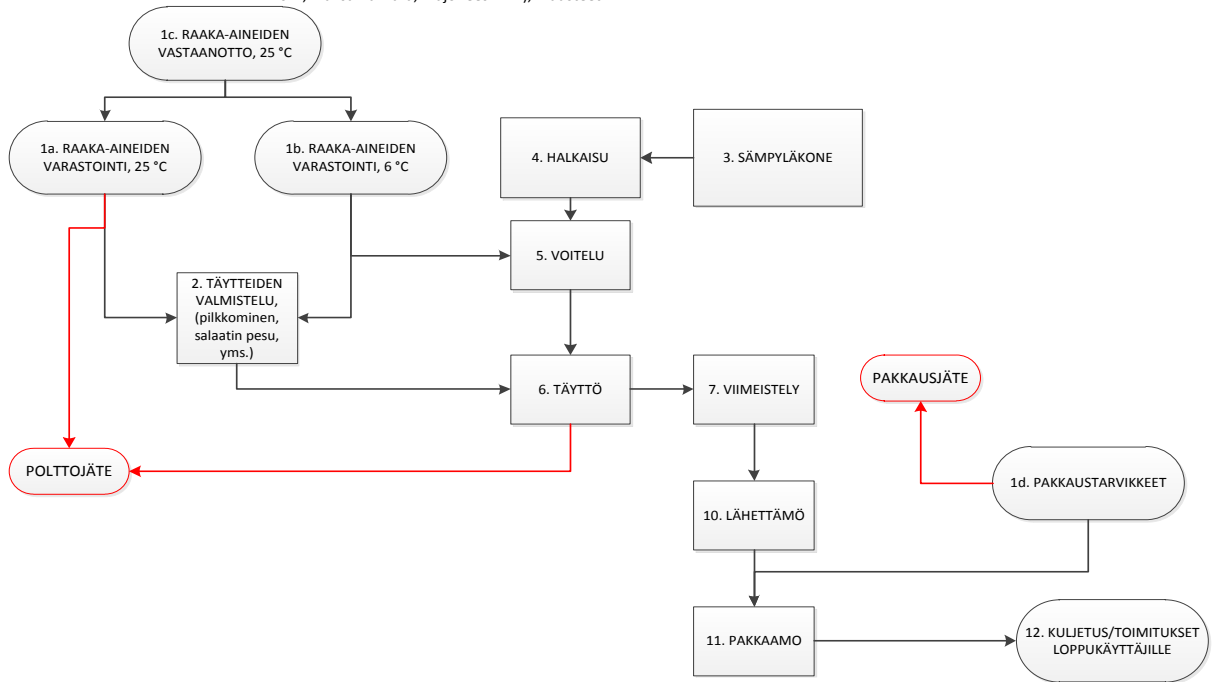 1c. RAAKA-AINEIDEN
VASTAANOTTO, 25 °C
1a. RAAKA-AINEIDEN
VARASTOINTI, 25 °C
1b. RAAKA-AINEIDEN
VARASTOINTI, 6 °C
4. HALKAISU
3. SÄMPYLÄKONE
5. VOITELU
2. TÄYTTEIDEN
VALMISTELU,
(pilkkominen,
salaatin pesu,
yms.)
6. TÄYTTÖ
7. VIIMEISTELY
PAKKAUSJÄTE
POLTTOJÄTE
1d. PAKKAUSTARVIKKEET
10. LÄHETTÄMÖ
11. PAKKAAMO
12. KULJETUS/TOIMITUKSET
LOPPUKÄYTTÄJILLE